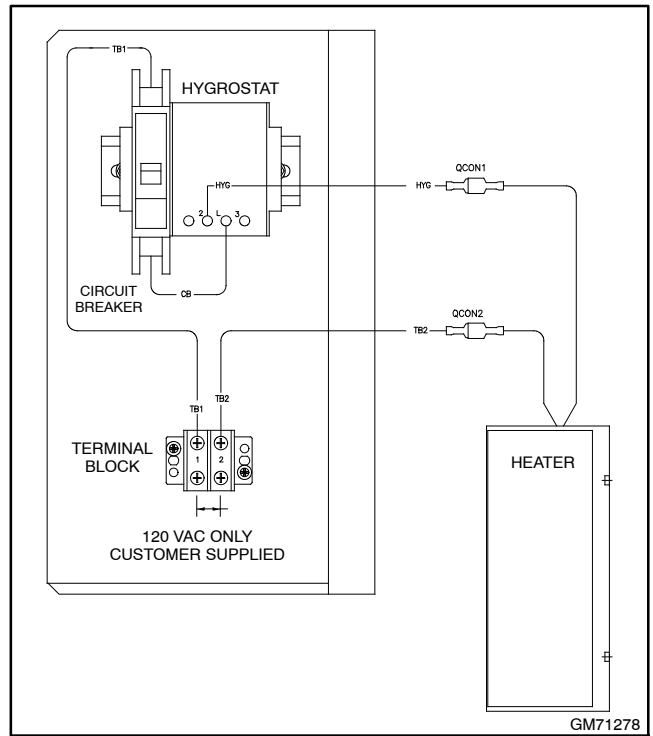 TB1
HYGROSTAT
HYG
HYG
QCON1
2 L 3
CB
CIRCUIT
BREAKER
TB2
QCON2
TB1
TB2
TERMINAL
BLOCK
1 2
HEATER
120 VAC ONLY
CUSTOMER SUPPLIED
GM71278